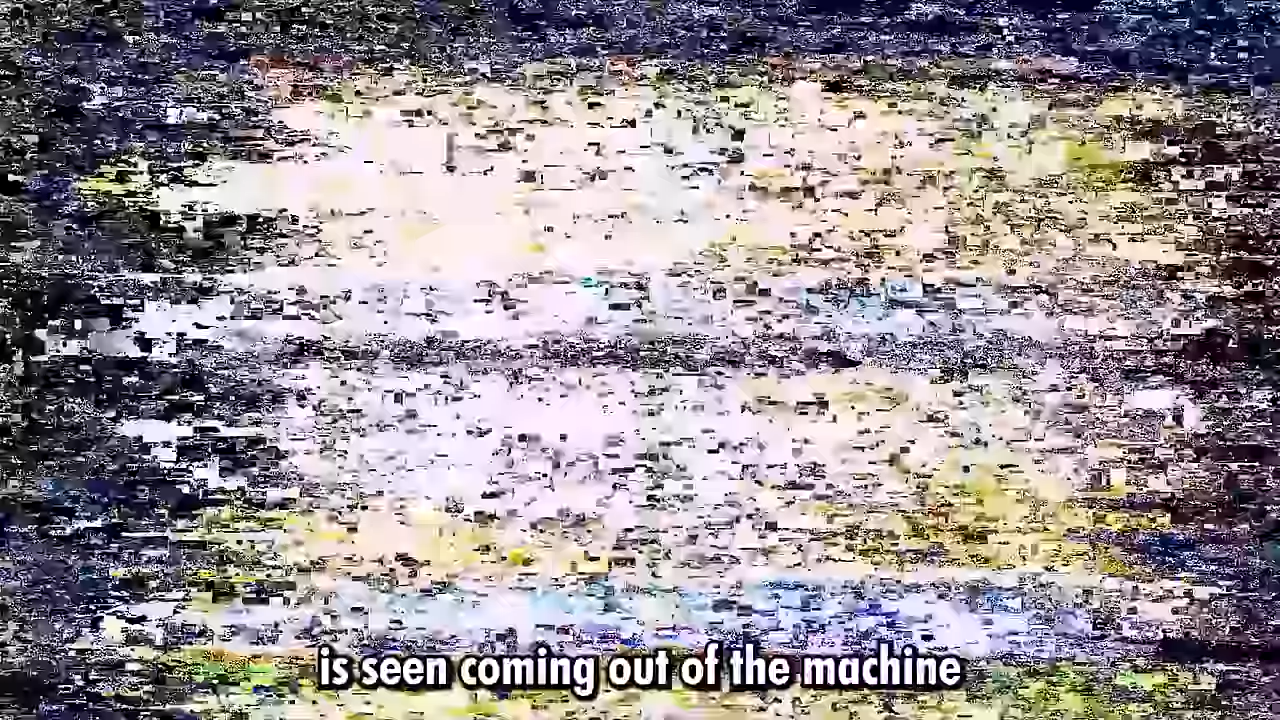 is seen coming out of the machine